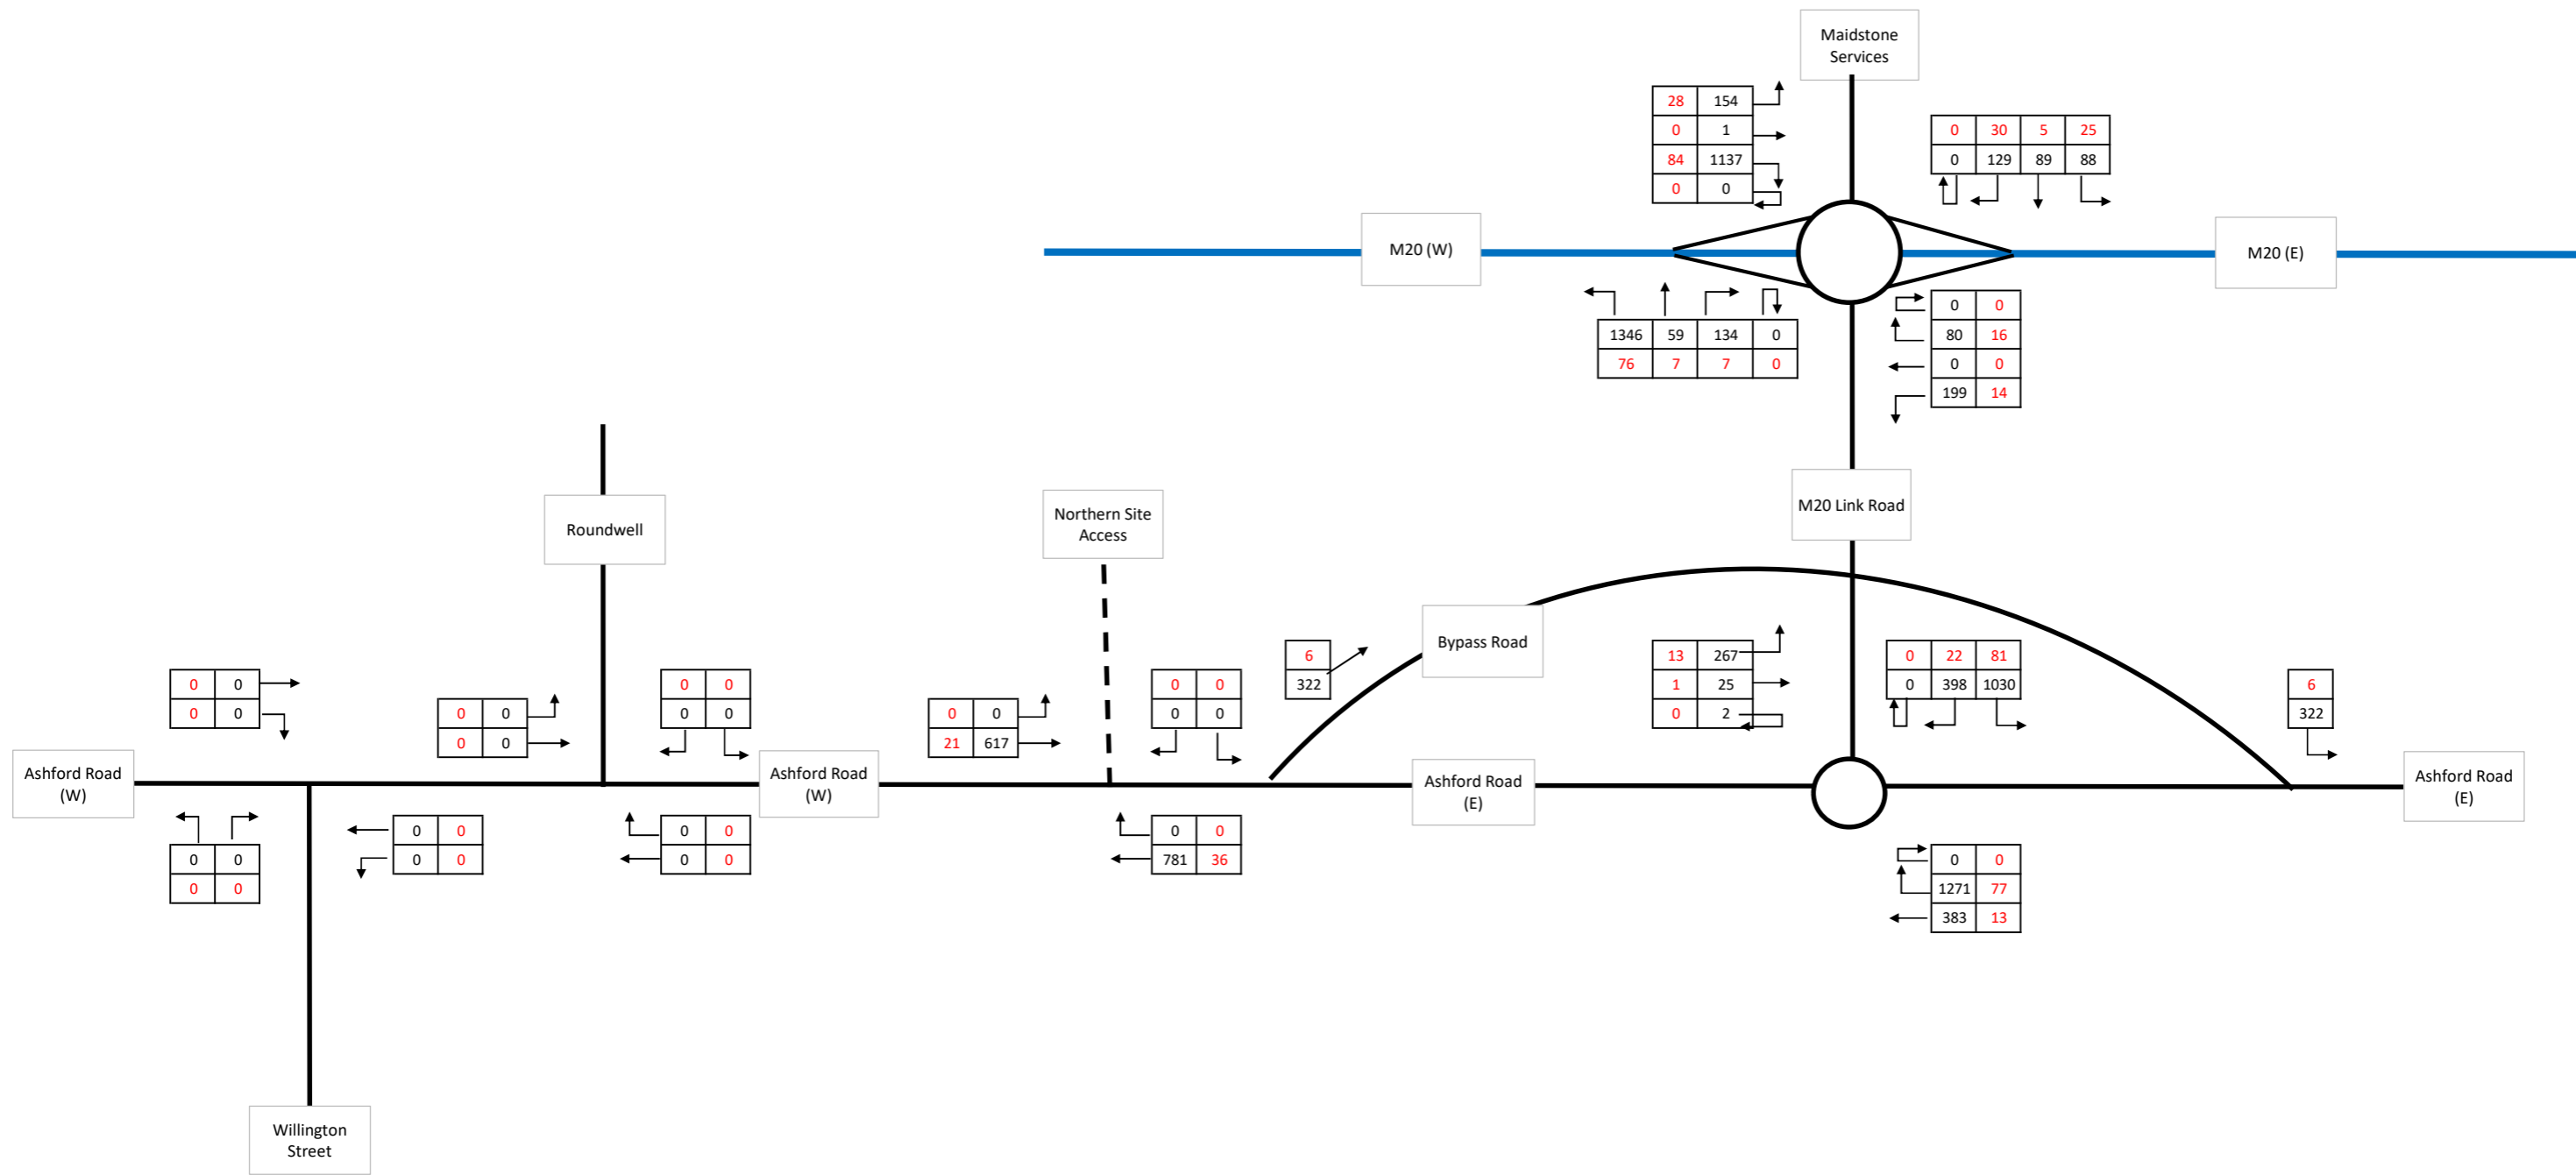 Maidstone
Services
28 154
0 1
84 1137
0 0
0 30 5 25
0 129 89 88
M20 (W)
M20 (E)
1346 59 134 0
76 7 7 0
0 0
80 16
0 0
199 14
Roundwell
Northern Site
Access
M20 Link Road
Bypass Road
0 0
0 0
0 0
0 0
0 0
0 0
0 0
21 617
0 0
0 0
6
322
13 267
1 25
0 2
0 22 81
0 398 1030
6
322
Ashford Road
(W)
Ashford Road
(W)
Ashford Road
(E)
Ashford Road
(E)
0 0
0 0
0 0
0 0
0 0
0 0
0 0
781 36
0 0
1271 77
383 13
Willington
Street